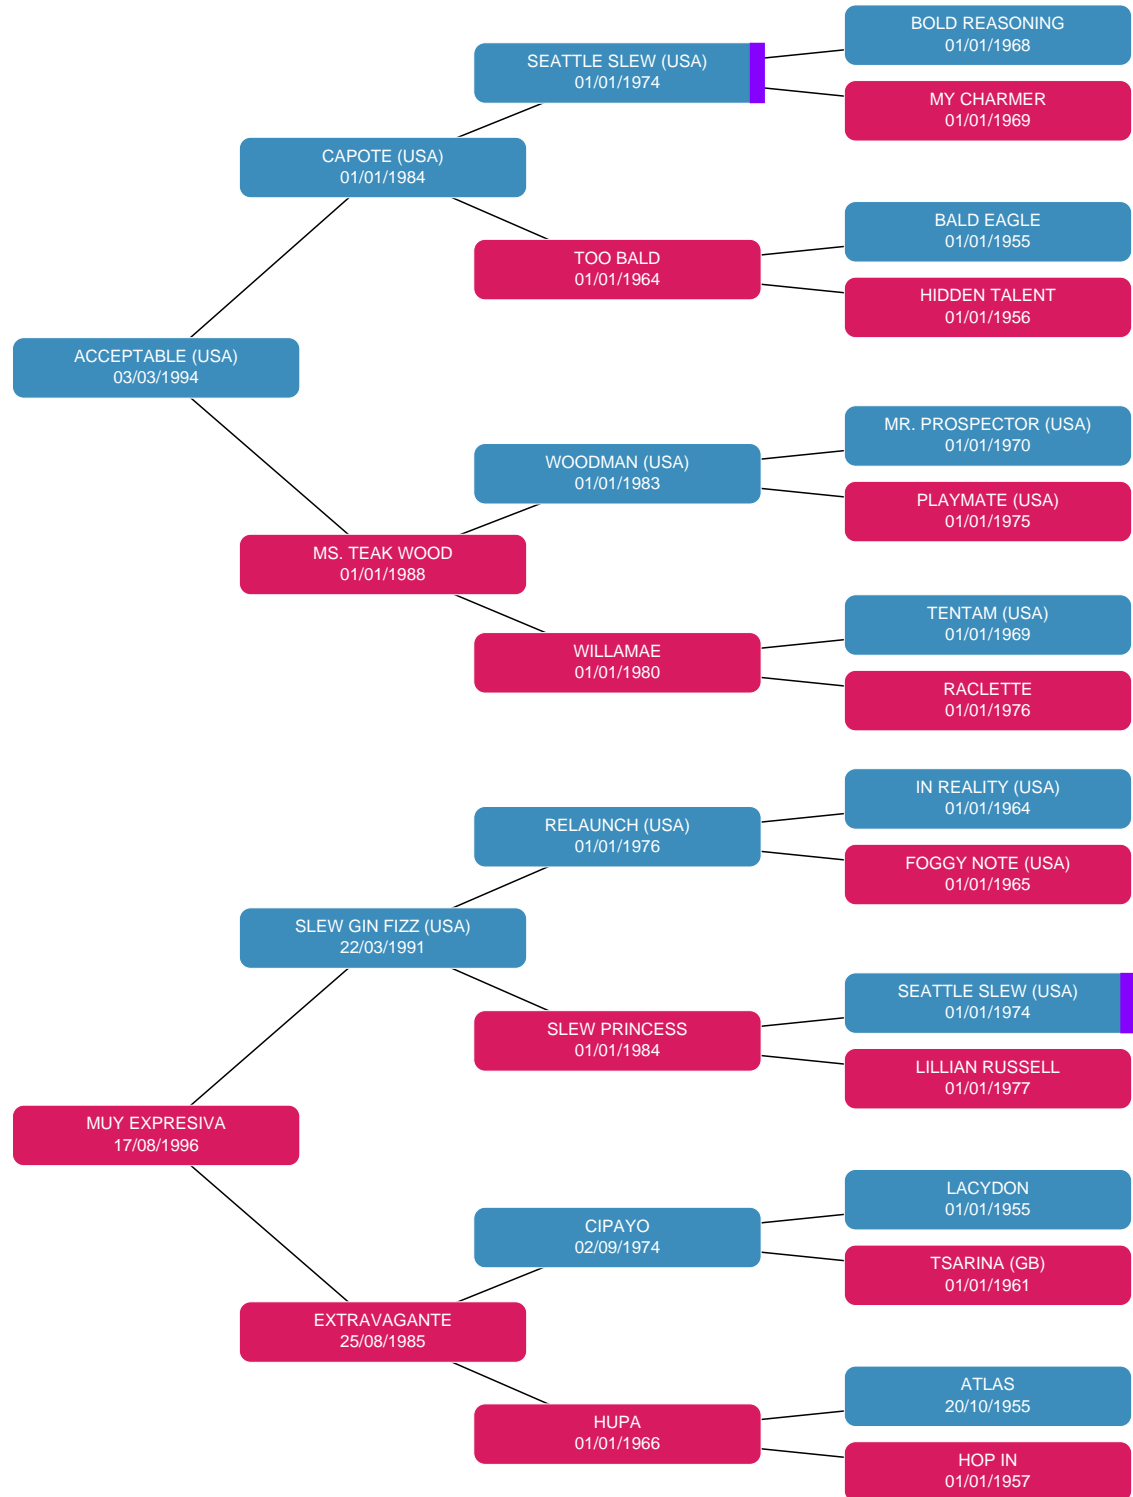 BOLD REASONING
01/01/1968
SEATTLE SLEW (USA)
01/01/1974
MY CHARMER
01/01/1969
CAPOTE (USA)
01/01/1984
BALD EAGLE
01/01/1955
TOO BALD
01/01/1964
HIDDEN TALENT
01/01/1956
ACCEPTABLE (USA)
03/03/1994
MR. PROSPECTOR (USA)
01/01/1970
WOODMAN (USA)
01/01/1983
PLAYMATE (USA)
01/01/1975
MS. TEAK WOOD
01/01/1988
TENTAM (USA)
01/01/1969
WILLAMAE
01/01/1980
RACLETTE
01/01/1976
IN REALITY (USA)
01/01/1964
RELAUNCH (USA)
01/01/1976
FOGGY NOTE (USA)
01/01/1965
SLEW GIN FIZZ (USA)
22/03/1991
SEATTLE SLEW (USA)
01/01/1974
SLEW PRINCESS
01/01/1984
LILLIAN RUSSELL
01/01/1977
MUY EXPRESIVA
17/08/1996
LACYDON
01/01/1955
CIPAYO
02/09/1974
TSARINA (GB)
01/01/1961
EXTRAVAGANTE
25/08/1985
ATLAS
20/10/1955
HUPA
01/01/1966
HOP IN
01/01/1957